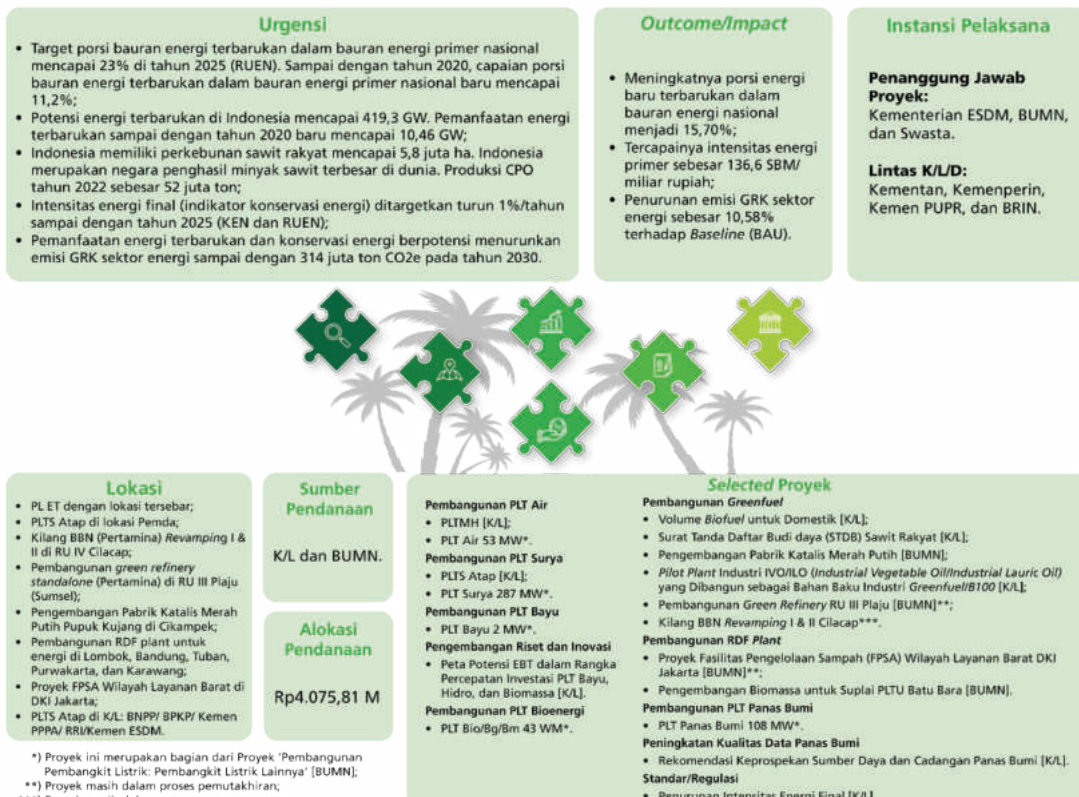 Urgensi
• Target porsi bauran energi terbarukan dalam bauran energi primer nasional
mencapai 23% di tahun 2025 (RUEN). Sampai dengan tahun 2020, capaian porsi
bauran energi terbarukan dalam bauran energi primer nasional baru mencapai
11,2%;
• Potensi energi terbarukan di Indonesia mencapai 419,3 GW. Pemanfaatan energi
terbarukan sampai dengan tahun 2020 baru mencapai 10,46 GW;
• Indonesia memiliki perkebunan sawit rakyat mencapai 5,8 juta ha. Indonesia
merupakan negara penghasil minyak sawit terbesar di dunia. Produksi CPO
tahun 2022 sebesar 52 juta ton;
• Intensitas energi final (indikator konservasi energi) ditargetkan turun 1%/tahun
sampai dengan tahun 2025 (KEN dan RUEN);
• Pemanfaatan energi terbarukan dan konservasi energi berpotensi menurunkan
emisi GRK sektor energi sampai dengan 314 juta ton CO2e pada tahun 2030.
Outcome/Impact
• Meningkatnya porsi energi
baru terbarukan dalam
bauran energi nasional
menjadi 15,70%;
• Tercapainya intensitas energi
primer sebesar 136,6 SBM/
miliar rupiah;
• Penurunan emisi GRK sektor
energi sebesar 10,58%
terhadap Baseline (BAU).
Instansi Pelaksana
Penanggung Jawab
Proyek:
Kementerian ESDM, BUMN,
dan Swasta.
Lintas K/L/D:
Kementan, Kemenperin,
Kemen PUPR, dan BRIN.
Lokasi
• PL ET dengan lokasi tersebar;
• PLTS Atap di lokasi Pemda;
• Kilang BBN (Pertamina) Revamping I &
II di RU IV Cilacap;
• Pembangunan green refinery
standalone (Pertamina) di RU III Plaju
(Sumsel);
• Pengembangan Pabrik Katalis Merah
Putih Pupuk Kujang di Cikampek;
• Pembangunan RDF plant untuk
energi di Lombok, Bandung, Tuban,
Purwakarta, dan Karawang;
• Proyek FPSA Wilayah Layanan Barat di
DKI Jakarta;
• PLTS Atap di K/L: BNPP/ BPKP/ Kemen
PPPA/ RRI/Kemen ESDM.
Sumber
Pendanaan
K/L dan BUMN.
Alokasi
Pendanaan
Rp4.075,81 M
Selected Proyek
Pembangunan PLT Air
• PLTMH [K/L];
• PLT Air 53 MW*.
Pembangunan PLT Surya
• PLTS Atap [K/L];
• PLT Surya 287 MW*.
Pembangunan PLT Bayu
• PLT Bayu 2 MW*.
Pengembangan Riset dan Inovasi
• Peta Potensi EBT dalam Rangka
Percepatan Investasi PLT Bayu,
Hidro, dan Biomassa [K/L].
Pembangunan PLT Bioenergi
• PLT Bio/Bg/Bm 43 WM*.
Pembangunan Greenfuel
• Volume Biofuel untuk Domestik [K/L];
• Surat Tanda Daftar Budi daya (STDB) Sawit Rakyat [K/L];
• Pengembangan Pabrik Katalis Merah Putih [BUMN];
• Pilot Plant Industri IVO/ILO (Industrial Vegetable Oil/Industrial Lauric Oil)
yang Dibangun sebagai Bahan Baku Industri Greenfuel/B100 [K/L];
• Pembangunan Green Refinery RU III Plaju [BUMN]**;
• Kilang BBN Revamping I & II Cilacap***.
Pembangunan RDF Plant
• Proyek Fasilitas Pengelolaan Sampah (FPSA) Wilayah Layanan Barat DKI
Jakarta [BUMN]**;
• Pengembangan Biomassa untuk Suplai PLTU Batu Bara [BUMN].
Pembangunan PLT Panas Bumi
• PLT Panas Bumi 108 MW*.
Peningkatan Kualitas Data Panas Bumi
• Rekomendasi Keprospekan Sumber Daya dan Cadangan Panas Bumi [K/L].
Standar/Regulasi
• Penurunan Intensitas Energi Final [K/L]
*) Proyek ini merupakan bagian dari Proyek 'Pembangunan
Pembangkit Listrik: Pembangkit Listrik Lainnya' [BUMN];
**) Proyek masih dalam proses pemutakhiran;